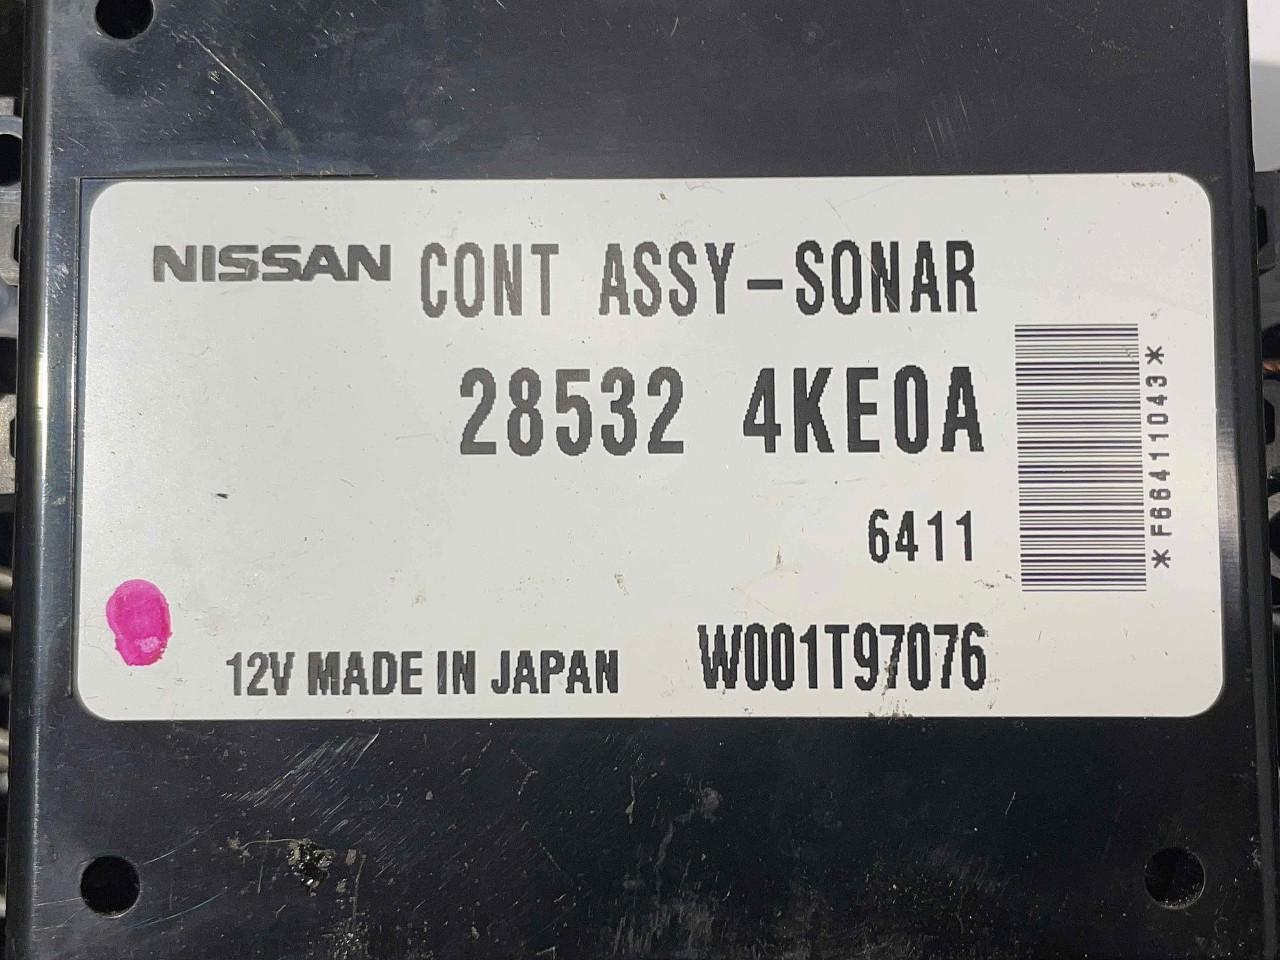 NISSAN CONT ASSY-SONAR
28532 4KE0A
6411
*F66411043*
12V MADE IN JAPAN W001T97076